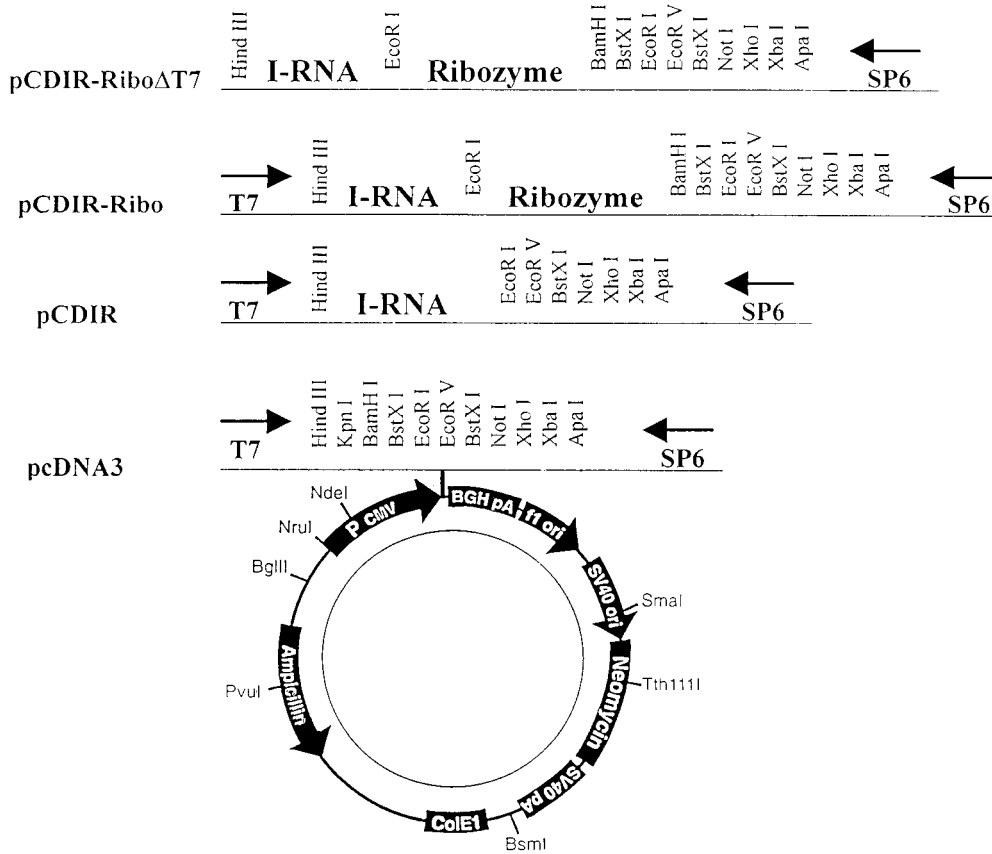 Hind III
EcoR I
BamH I
BstX I
EcoR I
EcoR V
BstX I
Not I
Xho I
Xba I
Apa I
I-RNA
Ribozyme
pCDIR-RiboΔT7
SP6
Hind III
EcoR I
BamH I
BstX I
EcoR I
EcoR V
BstX I
Not I
Xho I
Xba I
Apa I
pCDIR-Ribo
T7
I-RNA
Ribozyme
SP6
Hind III
EcoR I
EcoR V
BstX I
Not I
Xho I
Xba I
Apa I
pCDIR
T7
I-RNA
SP6
Hind III
Kpn I
BamH I
BstX I
EcoR I
EcoR V
BstX I
Not I
Xho I
Xba I
Apa I
pcDNA3
T7
SP6
NdeI
P CMV
BGH pA
f1 ori
NruI
BglII
SV40 ori
SmaI
Ampicillin
Neomycin
Tth111I
PvuI
SV40 pA
ColE1
BsmI